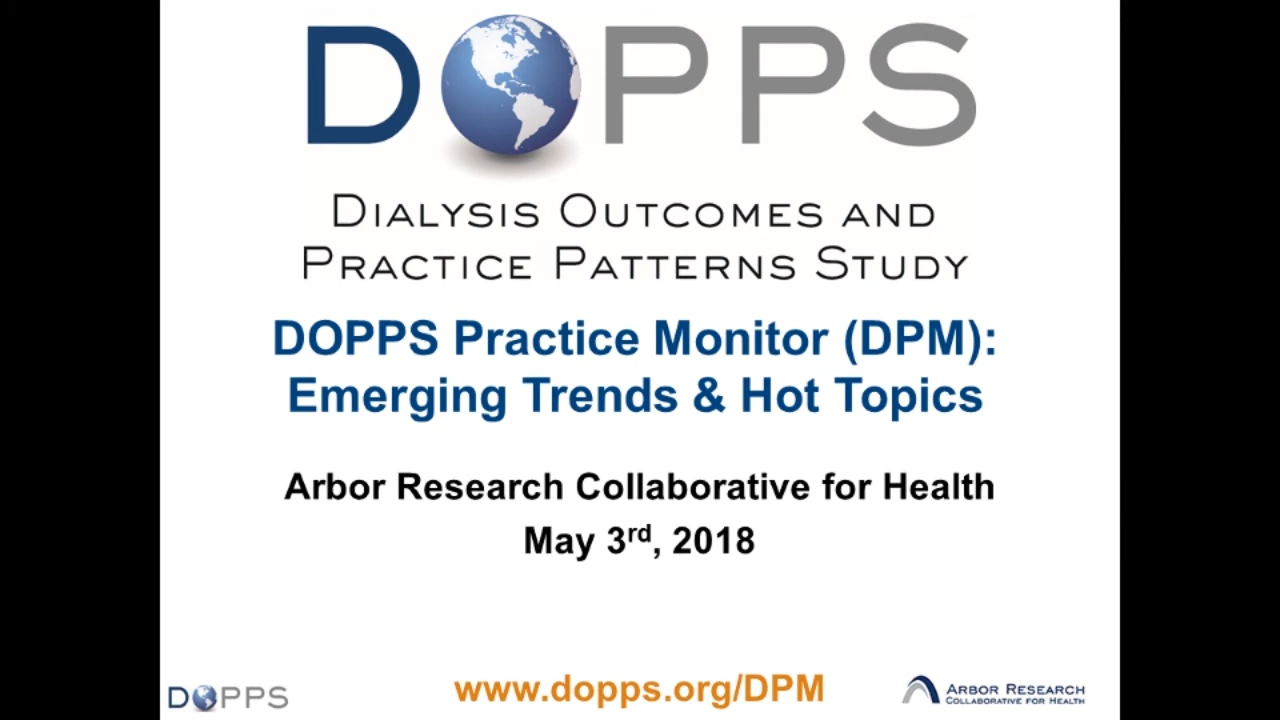 DOPPS
DIALYSIS OUTCOMES AND
PRACTICE PATTERNS STUDY
DOPPS Practice Monitor (DPM):
Emerging Trends & Hot Topics
Arbor Research Collaborative for Health
May 3rd, 2018
DOPPS
www.dopps.org/DPM
ARBOR RESEARCH
COLLABORATIVE FOR HEALTH